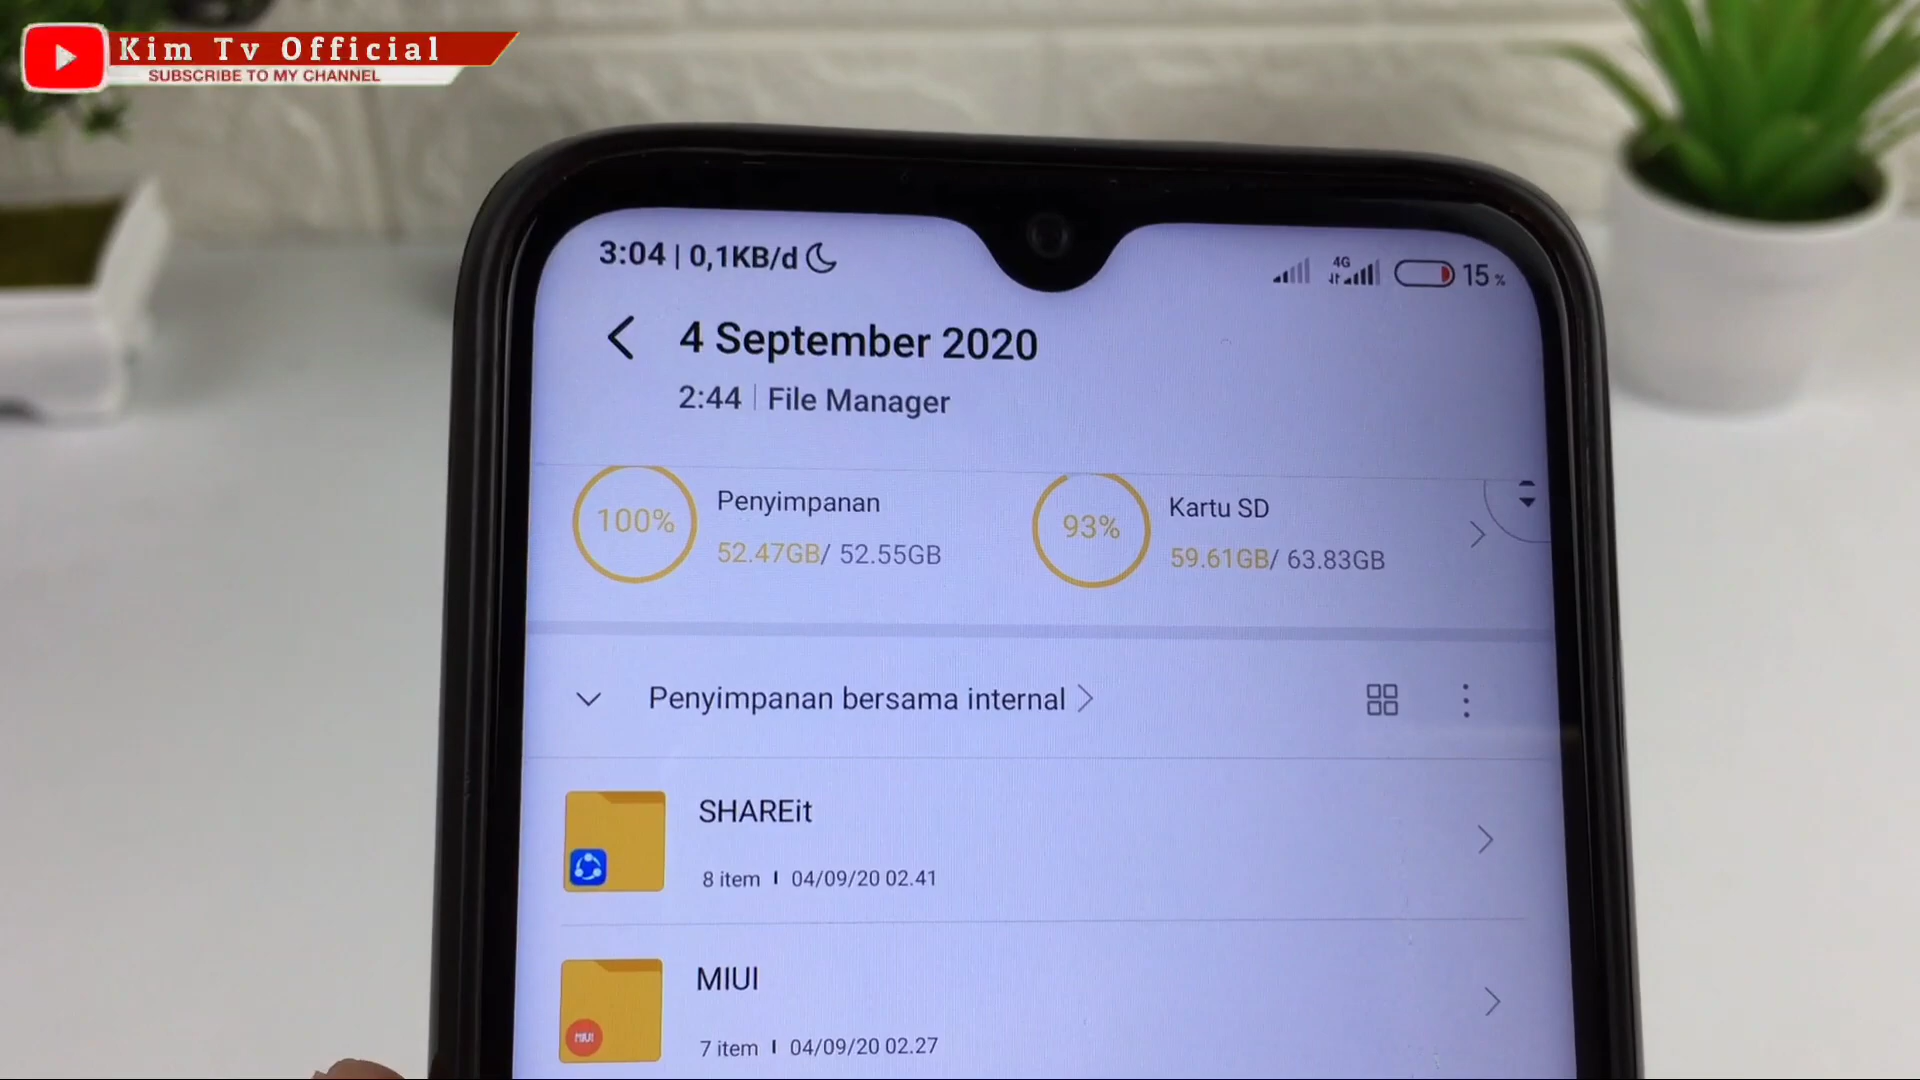 Kim Tv Official
SUBSCRIBE TO MY CHANNEL
3:04 | 0,1KB/d
4G
15%
4 September 2020
2:44 | File Manager
100%
Penyimpanan
52.47GB/ 52.55GB
93%
Kartu SD
59.61GB/ 63.83GB
Penyimpanan bersama internal
SHAREit
8 item I 04/09/20 02.41
MIUI
MIUI
7 item I 04/09/20 02.27